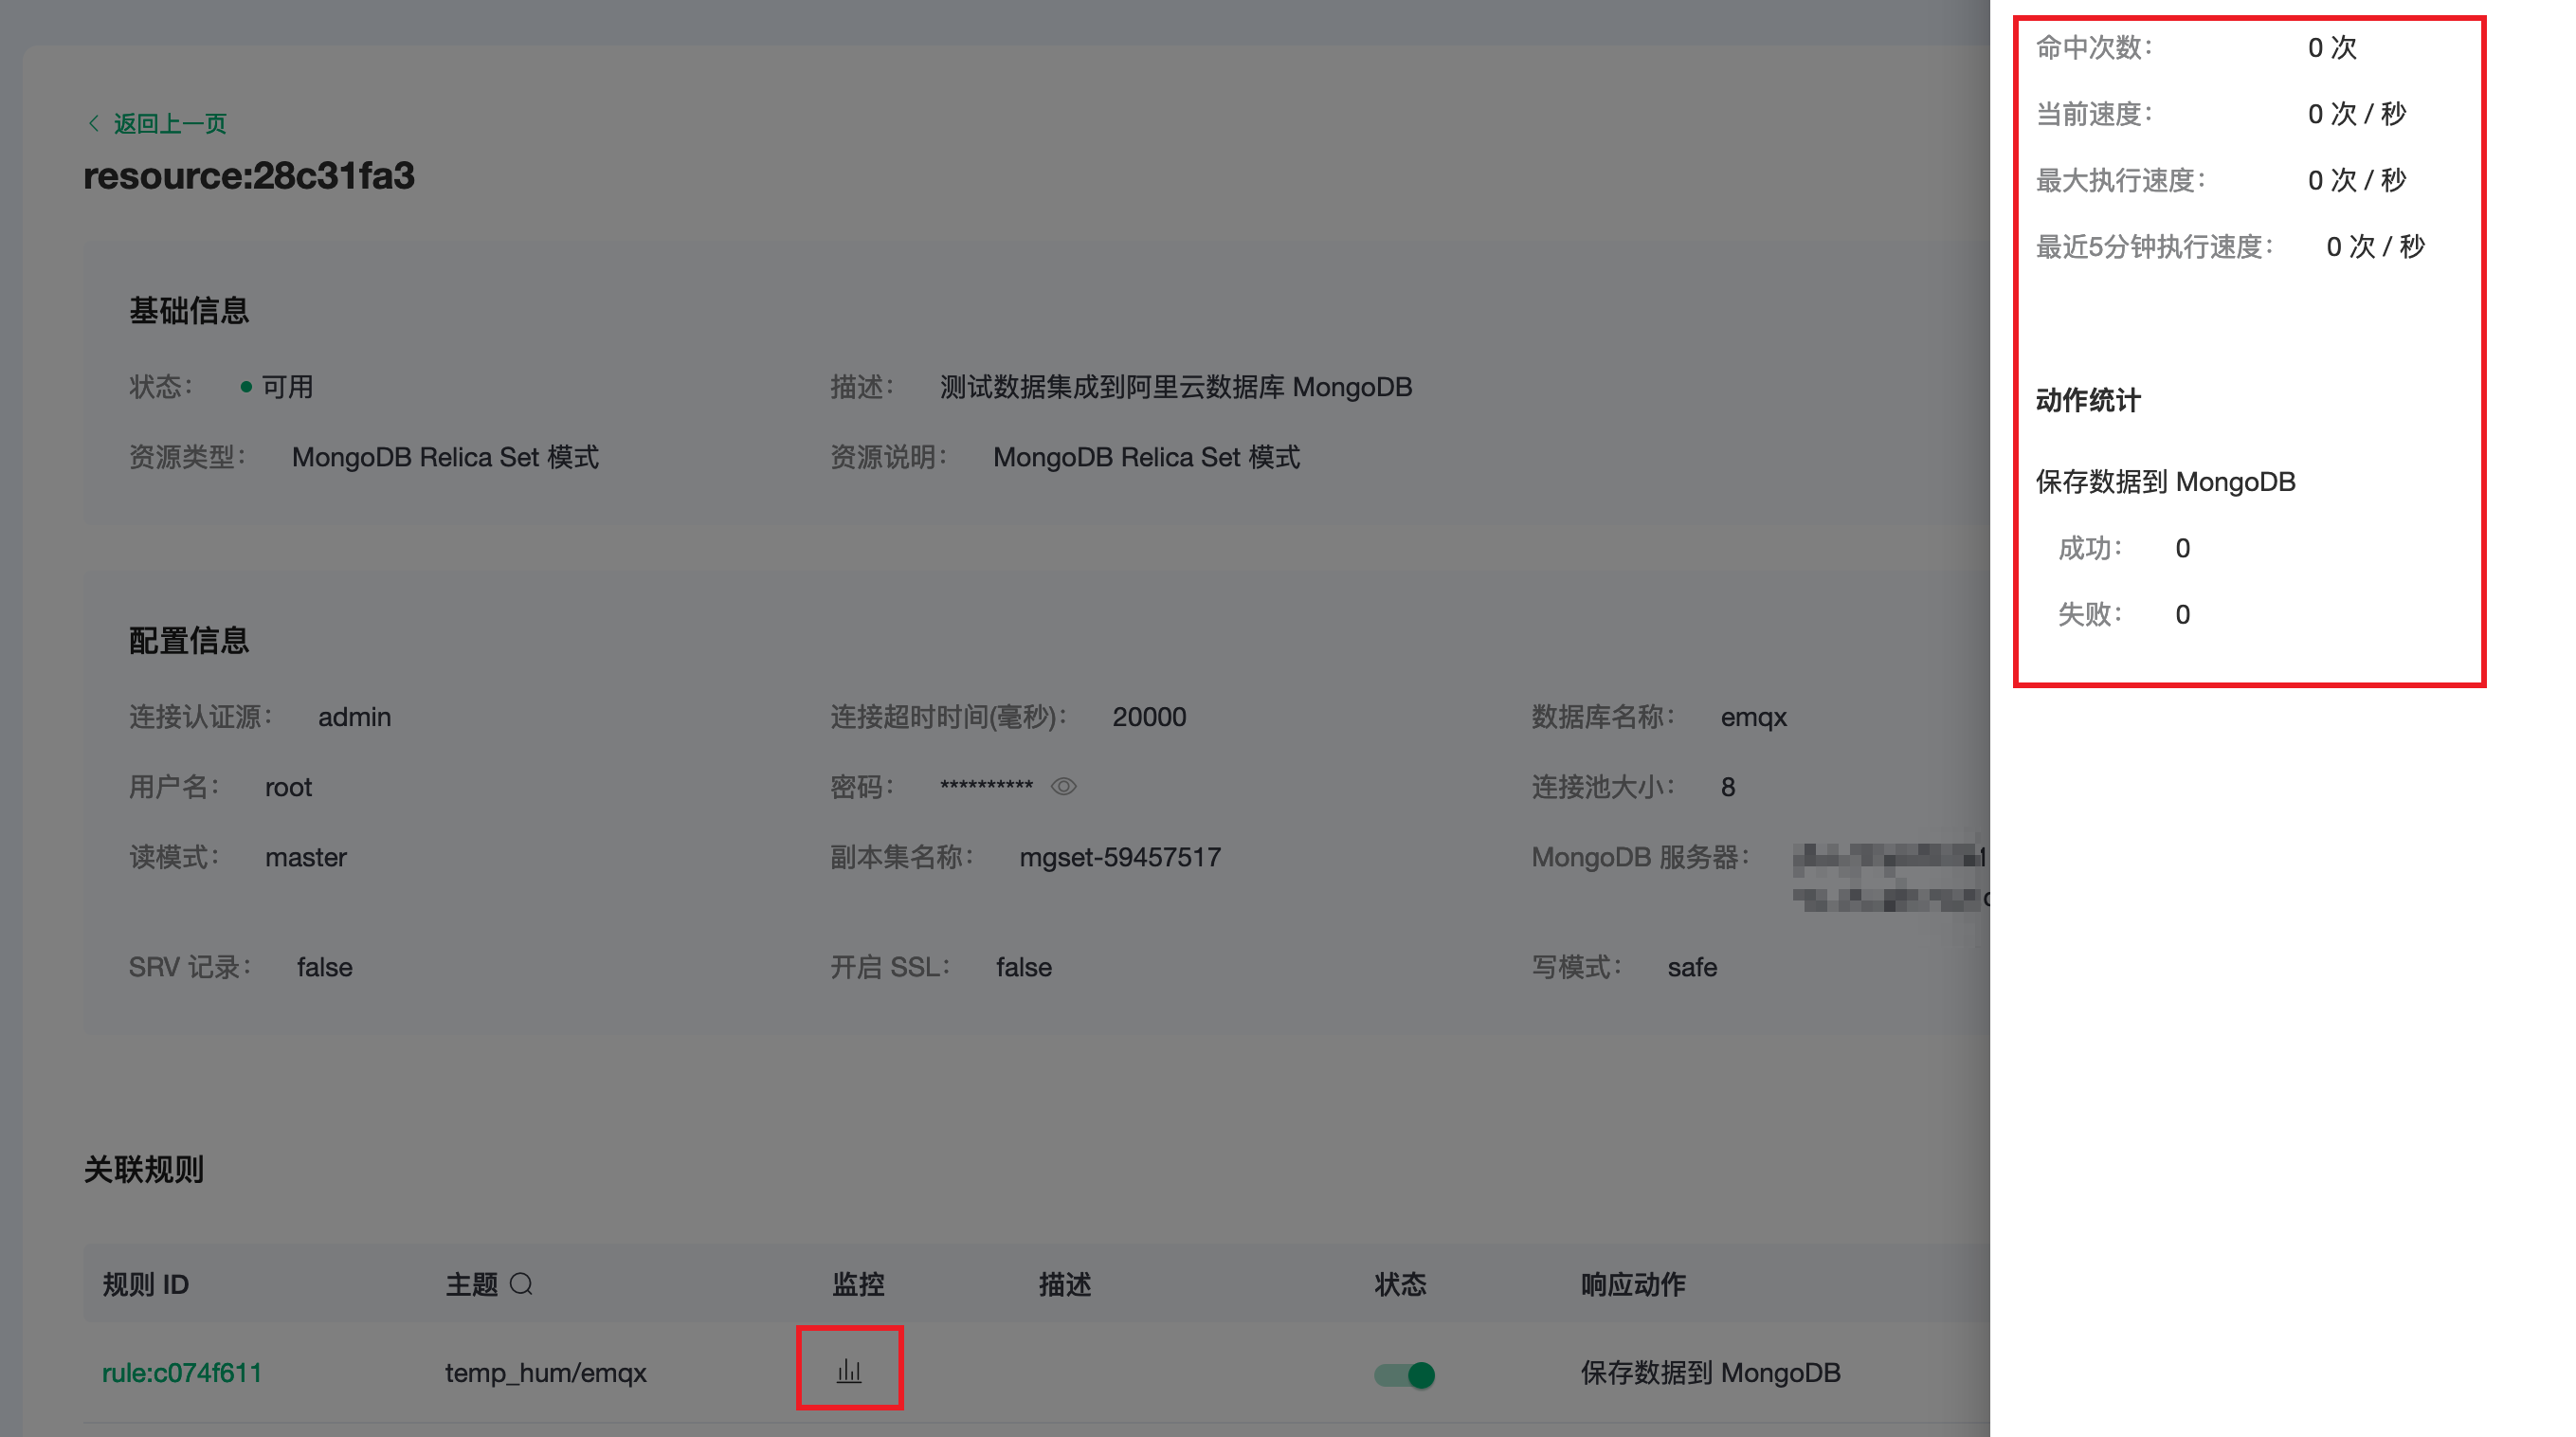 返回上一页
resource:28c31fa3
基础信息
状态： 可用 描述： 测试数据集成到阿里云数据库 MongoDB
资源类型： MongoDB Relica Set 模式 资源说明： MongoDB Relica Set 模式
配置信息
连接认证源： admin 连接超时时间(毫秒)： 20000 数据库名称： emqx
用户名： root 密码： ********** 连接池大小： 8
读模式： master 副本集名称： mgset-59457517 MongoDB 服务器：
SRV 记录： false 开启 SSL： false 写模式： safe
关联规则
规则 ID 主题 监控 描述 状态 响应动作
rule:c074f611 temp_hum/emqx 保存数据到 MongoDB
命中次数： 0 次
当前速度： 0 次 / 秒
最大执行速度： 0 次 / 秒
最近5分钟执行速度： 0 次 / 秒
动作统计
保存数据到 MongoDB
成功： 0
失败： 0